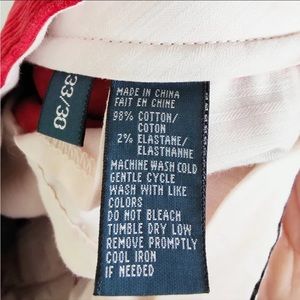 33/30
MADE IN CHINA
FAIT EN CHINE
98% COTTON/
COTON
2% ELASTANE/
ELASTHANNE
MACHINE WASH COLD
GENTLE CYCLE
WASH WITH LIKE
COLORS
DO NOT BLEACH
TUMBLE DRY LOW
REMOVE PROMPTLY
COOL IRON
IF NEEDED